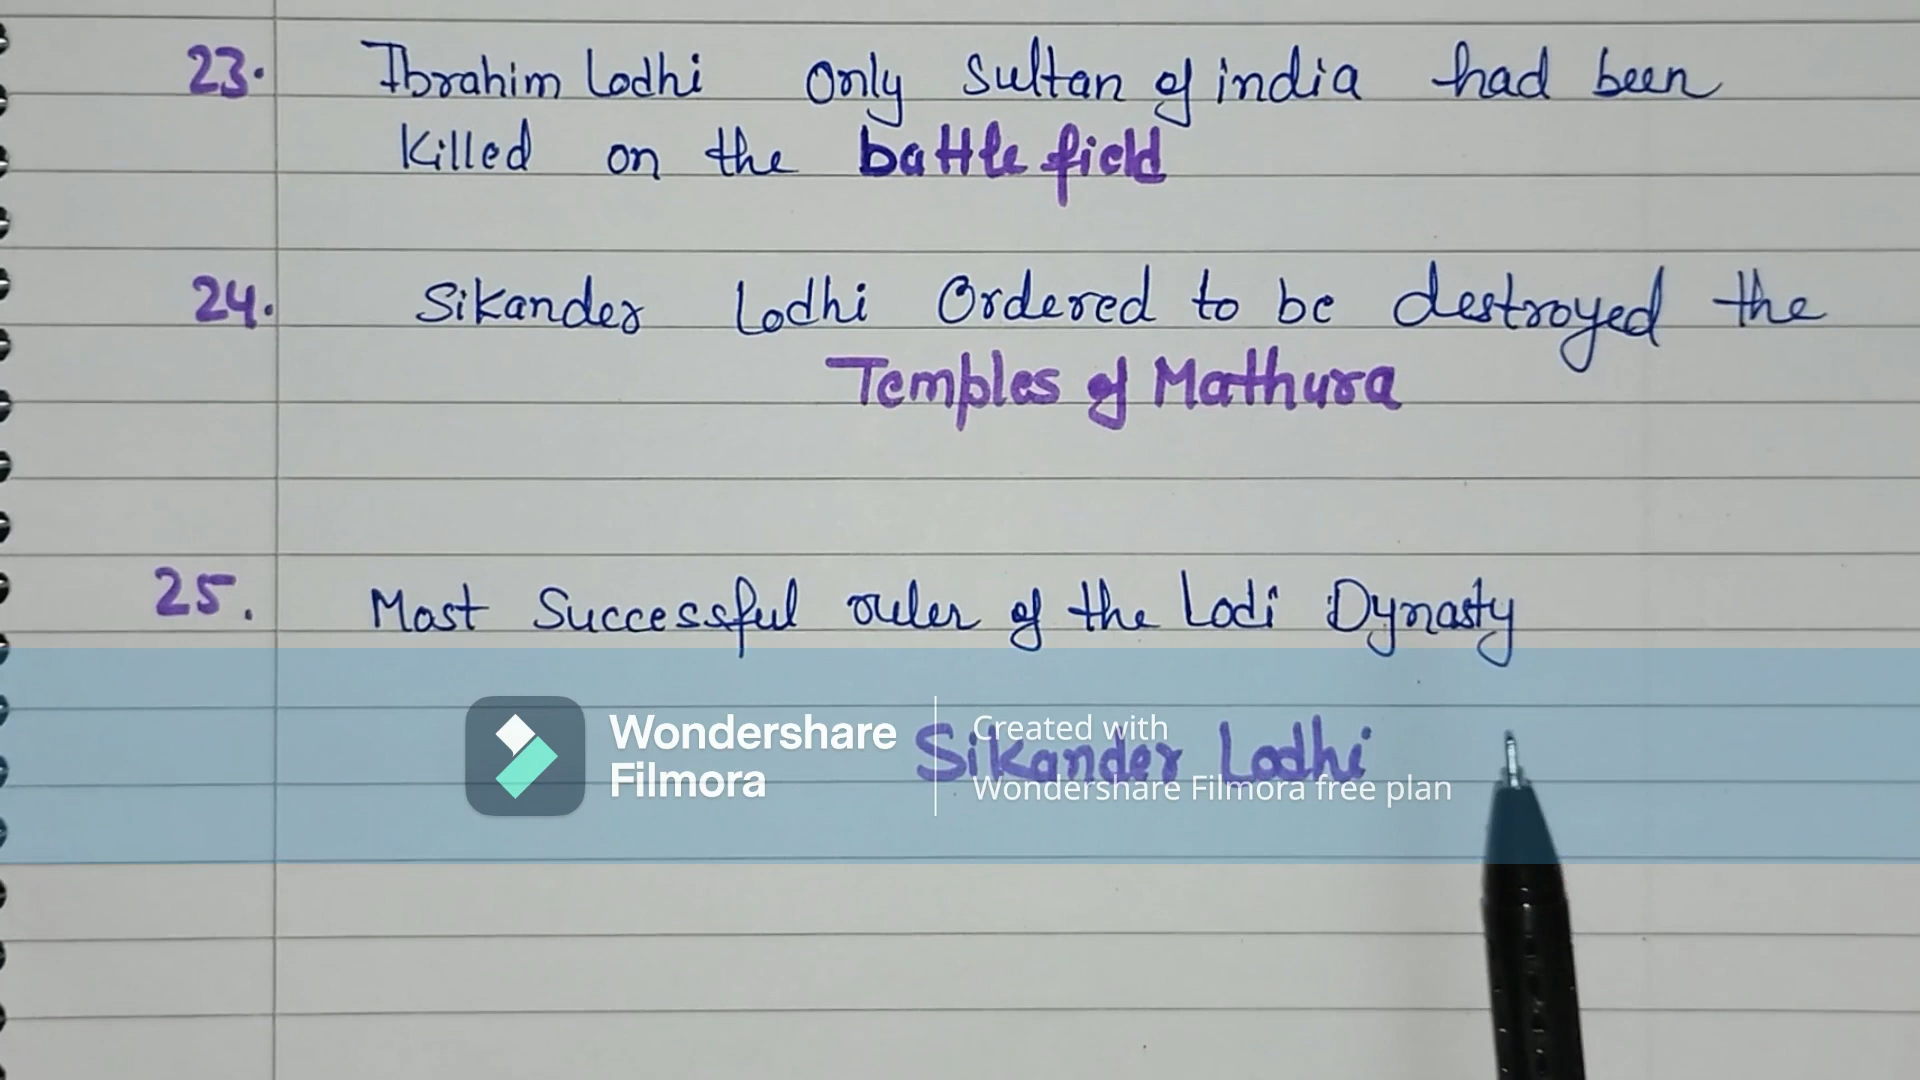 23. Ibrahim Lodhi Only Sultan of india had been
Killed on the battle field
24. Sikander Lodhi Ordered to be destroyed the
Temples of Mathura
25. Most Successful ruler of the Lodi Dynasty
Sikander Lodhi
Wondershare
Filmora
Created with
Wondershare Filmora free plan